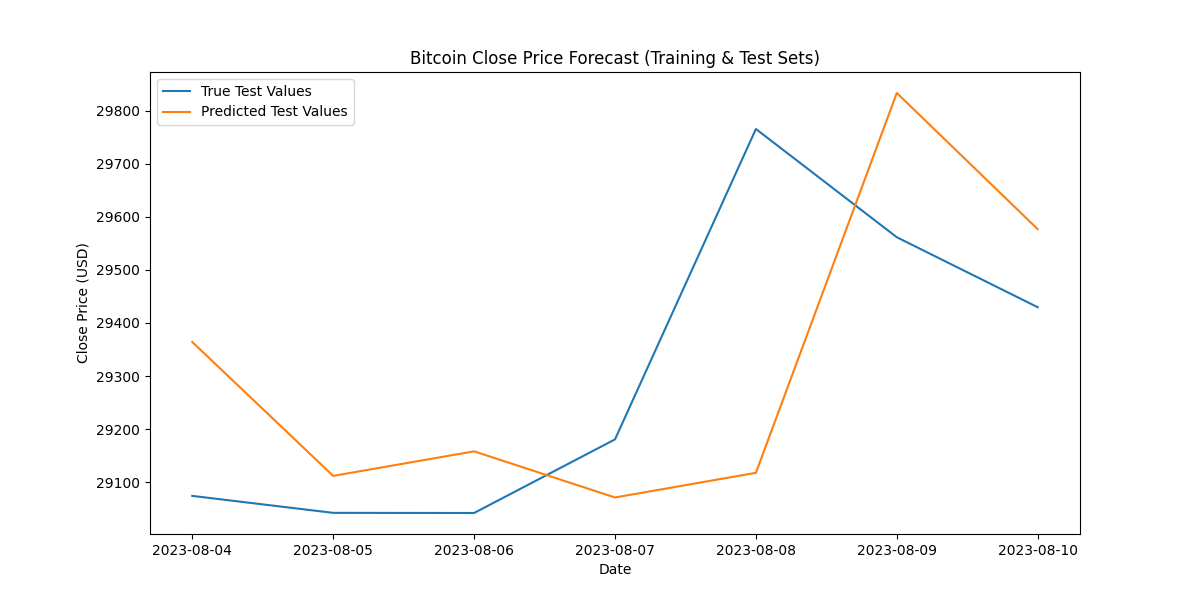 Bitcoin Close Price Forecast (Training & Test Sets)
True Test Values
Predicted Test Values
Close Price (USD)
29800
29700
29600
29500
29400
29300
29200
29100
2023-08-04 2023-08-05 2023-08-06 2023-08-07 2023-08-08 2023-08-09 2023-08-10
Date